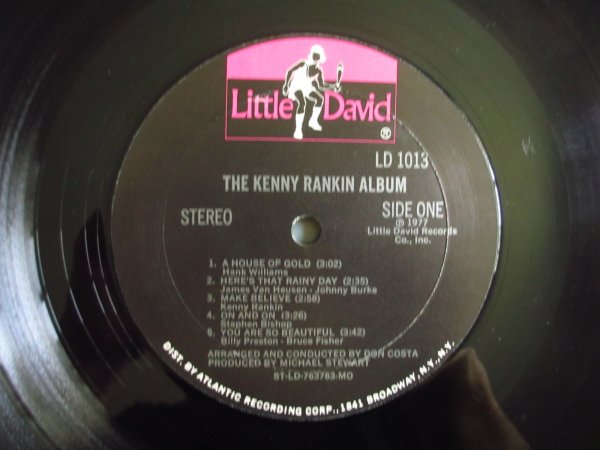 Little David
®
LD 1013
THE KENNY RANKIN ALBUM
STEREO
SIDE ONE
℗ 1977
Little David Records
Co., Inc.
1. A HOUSE OF GOLD (3:02)
Hank Williams
2. HERE'S THAT RAINY DAY (2:35)
James Van Heusen - Johnny Burke
3. MAKE BELIEVE (2:56)
Kenny Rankin
4. ON AND ON (3:26)
Stephen Bishop
5. YOU ARE SO BEAUTIFUL (3:42)
Billy Preston - Bruce Fisher
ARRANGED AND CONDUCTED BY DON COSTA
PRODUCED BY MICHAEL STEWART
ST-LD-763783-MO
DIST. BY ATLANTIC RECORDING CORP., 1841 BROADWAY, N.Y., N.Y.